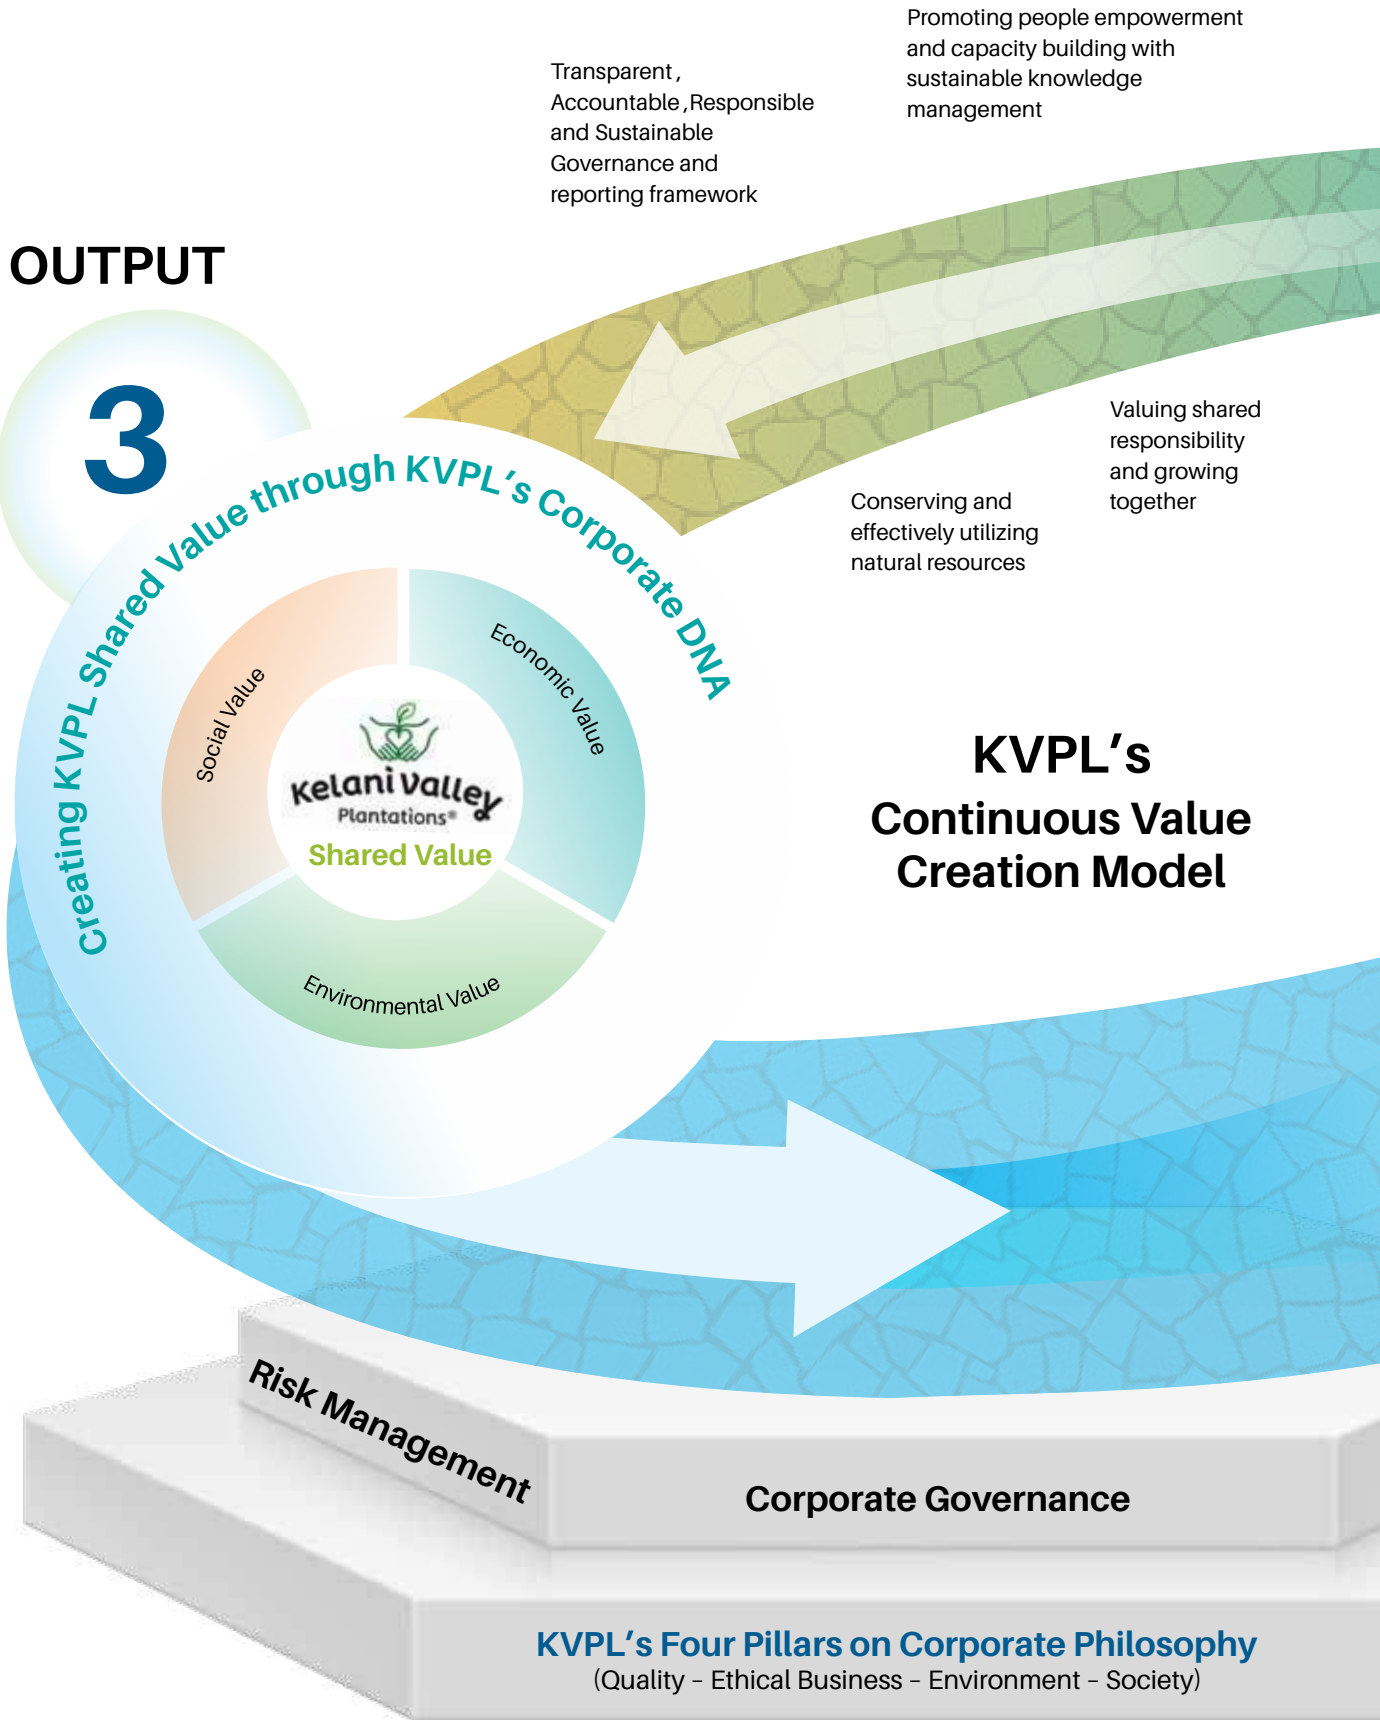 Promoting people empowerment
and capacity building with
sustainable knowledge
management
Transparent,
Accountable,Responsible
and Sustainable
Governance and
reporting framework
OUTPUT
3
Valuing shared
responsibility
and growing
together
Conserving and
effectively utilizing
natural resources
Creating KVPL Shared Value through KVPL's Corporate DNA
Social Value
Economic Value
Kelani Valley
Plantations®
Shared Value
Environmental Value
KVPL's
Continuous Value
Creation Model
Risk Management
Corporate Governance
KVPL's Four Pillars on Corporate Philosophy
(Quality – Ethical Business – Environment – Society)